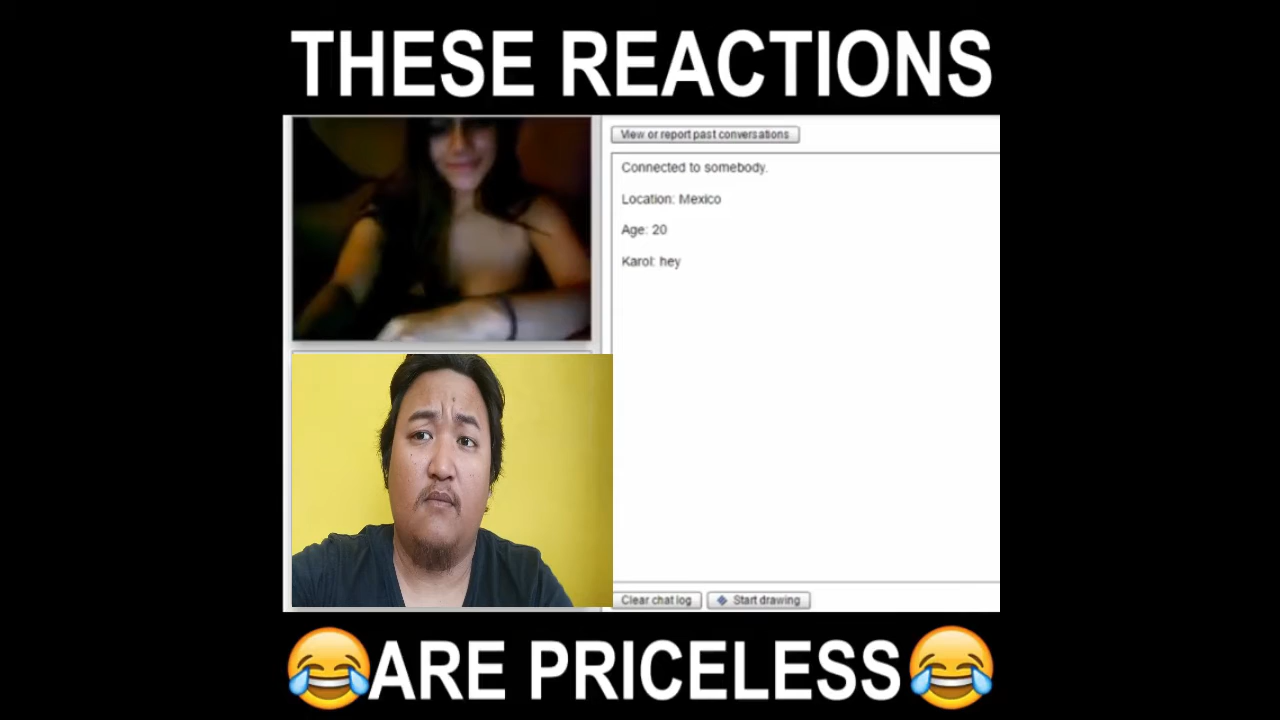 THESE REACTIONS
View or report past conversations
Connected to somebody.
Location: Mexico
Age: 20
Karol: hey
Clear chat log
Start drawing
😂ARE PRICELESS😂